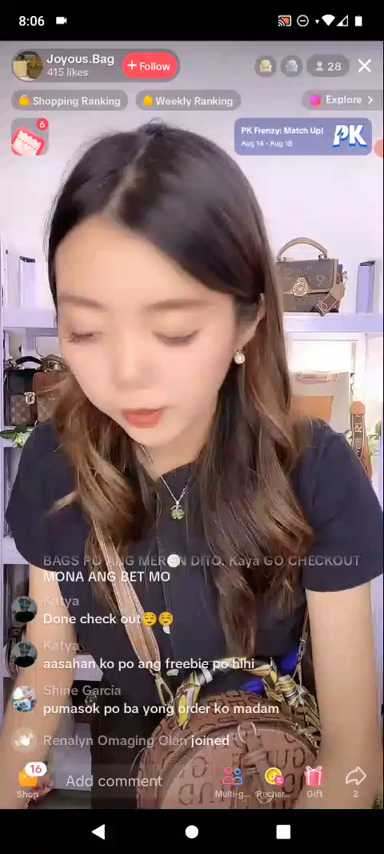 8:06
Joyous.Bag
415 likes
+ Follow
28
Shopping Ranking
Weekly Ranking
Explore >
6
PK Frenzy: Match Up!
Aug 14 - Aug 18
PK
BAGS PO ANG MERON DITO. Kaya GO CHECKOUT
MONA ANG BET MO
Katya
Done check out😌☺️
Katya
aasahan ko po ang freebie po hihi
Shine Garcia
pumasok po ba yong order ko madam
Renalyn Omaging Olan joined
16
Shop
Add comment
Multi-g...
Rechar...
Gift
2